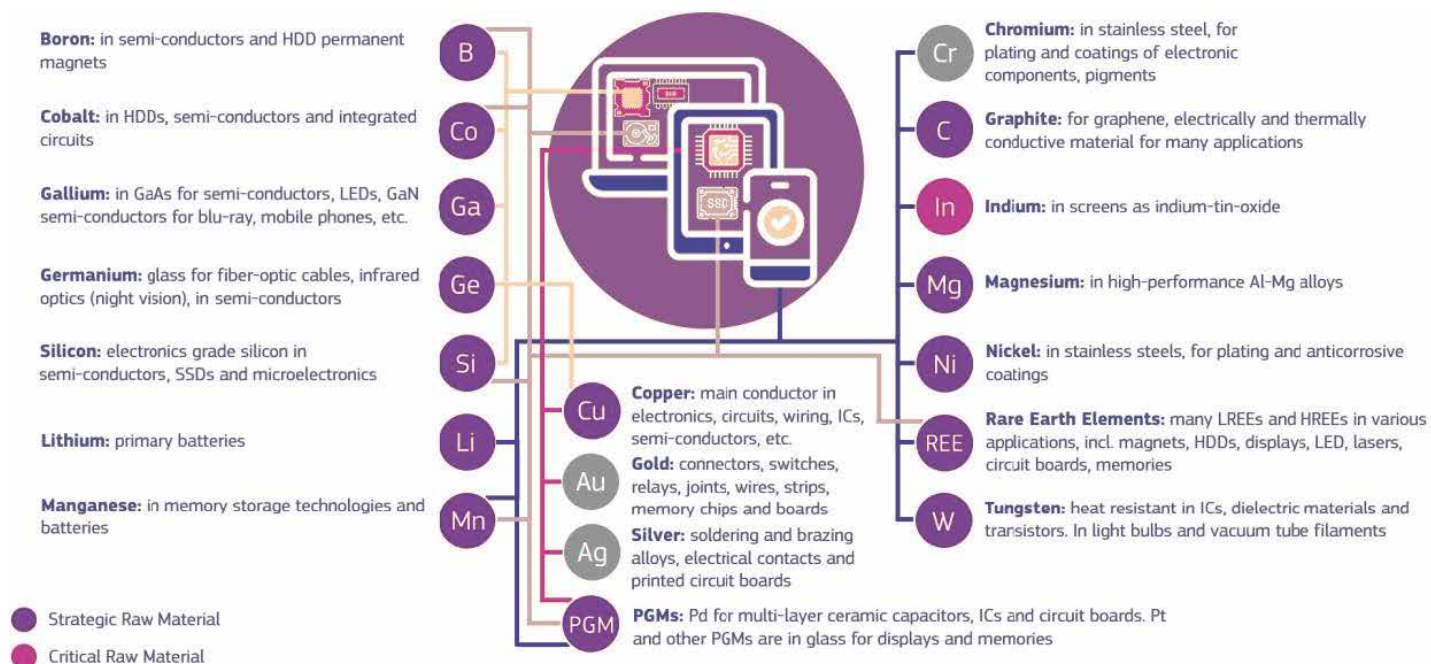 Boron: in semi-conductors and HDD permanent
magnets
B
Cobalt: in HDDs, semi-conductors and integrated
circuits
Co
Gallium: in GaAs for semi-conductors, LEDs, GaN
semi-conductors for blu-ray, mobile phones, etc.
Ga
Germanium: glass for fiber-optic cables, infrared
optics (night vision), in semi-conductors
Ge
Silicon: electronics grade silicon in
semi-conductors, SSDs and microelectronics
Si
Lithium: primary batteries
Li
Manganese: in memory storage technologies and
batteries
Mn
SSD
Cu
Copper: main conductor in
electronics, circuits, wiring, ICs,
semi-conductors, etc.
Au
Gold: connectors, switches,
relays, joints, wires, strips,
memory chips and boards
Ag
Silver: soldering and brazing
alloys, electrical contacts and
printed circuit boards
PGM
PGMs: Pd for multi-layer ceramic capacitors, ICs and circuit boards. Pt
and other PGMs are in glass for displays and memories
Cr
Chromium: in stainless steel, for
plating and coatings of electronic
components, pigments
C
Graphite: for graphene, electrically and thermally
conductive material for many applications
In
Indium: in screens as indium-tin-oxide
Mg
Magnesium: in high-performance Al-Mg alloys
Ni
Nickel: in stainless steels, for plating and anticorrosive
coatings
REE
Rare Earth Elements: many LREEs and HREEs in various
applications, incl. magnets, HDDs, displays, LED, lasers,
circuit boards, memories
W
Tungsten: heat resistant in ICs, dielectric materials and
transistors. In light bulbs and vacuum tube filaments
Strategic Raw Material
Critical Raw Material